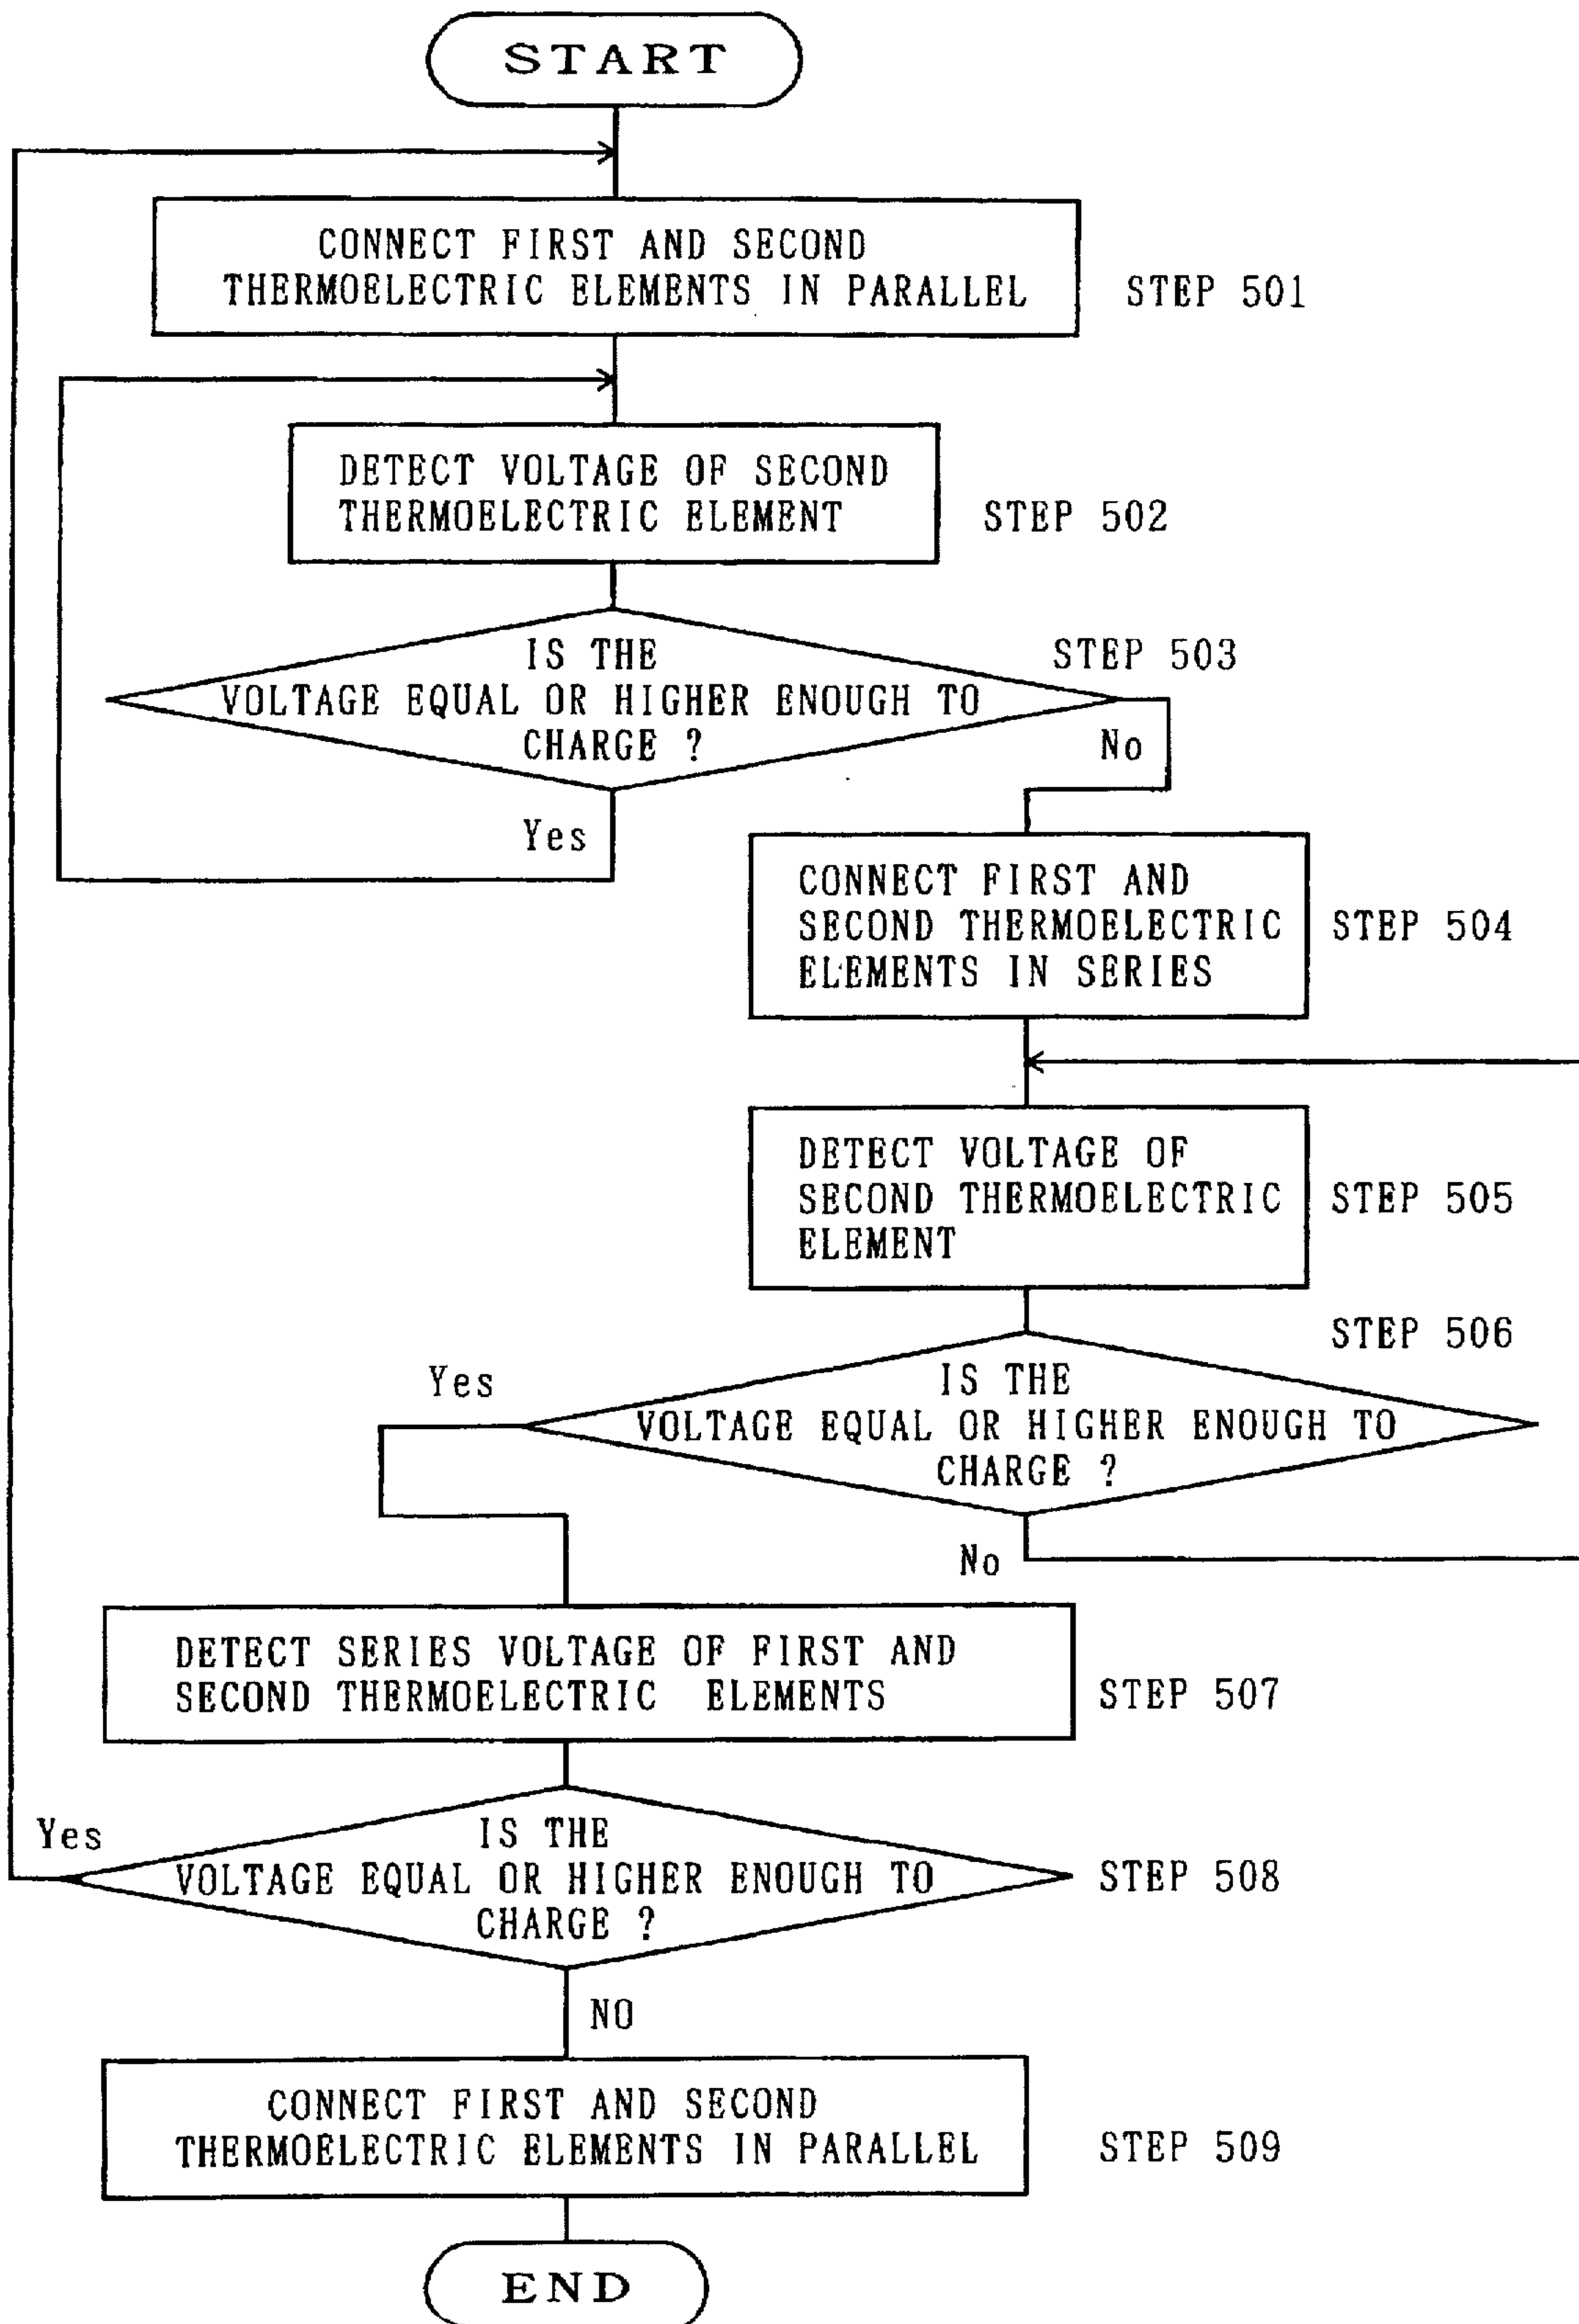 START
CONNECT FIRST AND SECOND
THERMOELECTRIC ELEMENTS IN PARALLEL
STEP 501
DETECT VOLTAGE OF SECOND
THERMOELECTRIC ELEMENT
STEP 502
IS THE
VOLTAGE EQUAL OR HIGHER ENOUGH TO
CHARGE ?
STEP 503
No
Yes
CONNECT FIRST AND
SECOND THERMOELECTRIC
ELEMENTS IN SERIES
STEP 504
DETECT VOLTAGE OF
SECOND THERMOELECTRIC
ELEMENT
STEP 505
STEP 506
Yes
IS THE
VOLTAGE EQUAL OR HIGHER ENOUGH TO
CHARGE ?
No
DETECT SERIES VOLTAGE OF FIRST AND
SECOND THERMOELECTRIC ELEMENTS
STEP 507
Yes
IS THE
VOLTAGE EQUAL OR HIGHER ENOUGH TO
CHARGE ?
STEP 508
NO
CONNECT FIRST AND SECOND
THERMOELECTRIC ELEMENTS IN PARALLEL
STEP 509
END